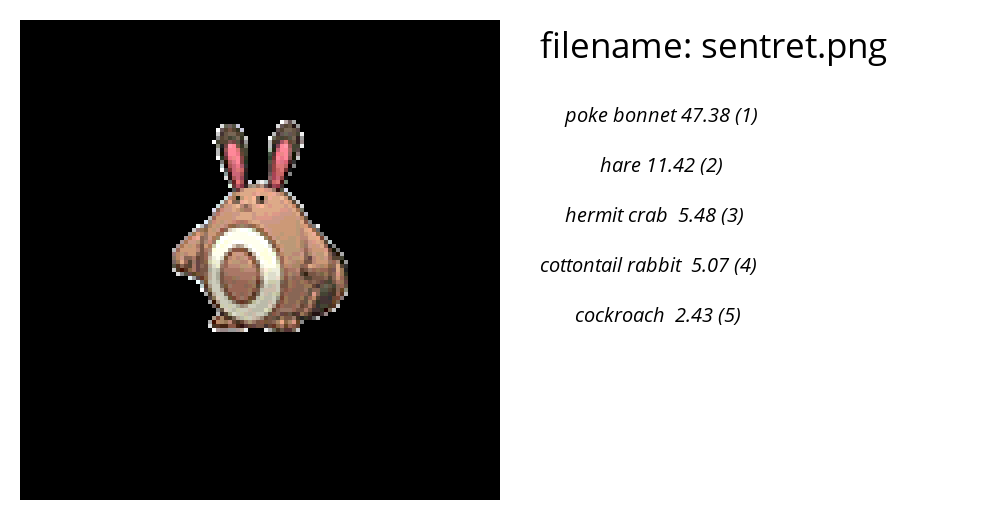 filename: sentret.png
poke bonnet 47.38 (1)
hare 11.42 (2)
hermit crab  5.48 (3)
cottontail rabbit  5.07 (4)
cockroach  2.43 (5)